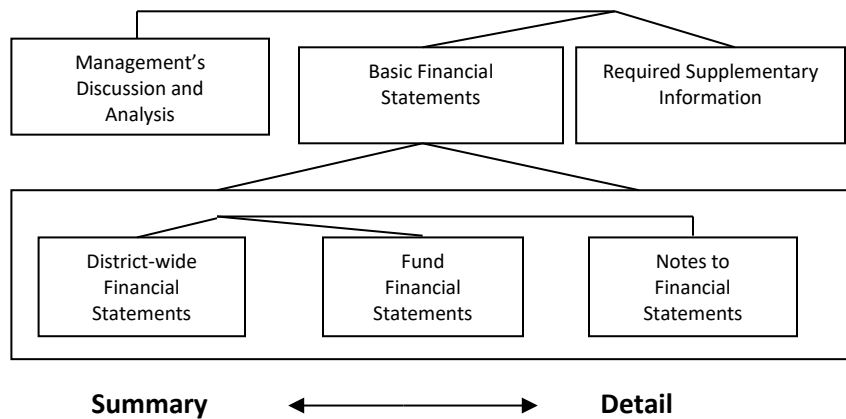 Management’s
Discussion and
Analysis
Basic Financial
Statements
Required Supplementary
Information
District-wide
Financial
Statements
Fund
Financial
Statements
Notes to
Financial
Statements
Summary
Detail